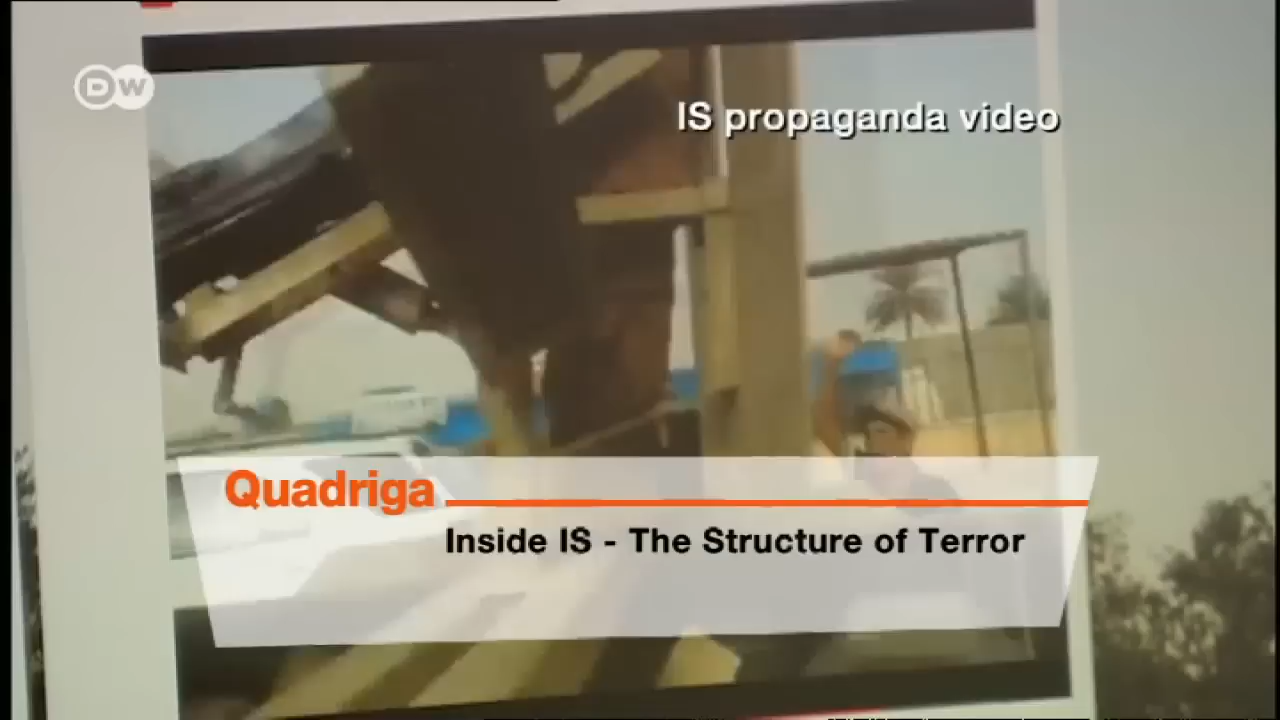 DW
IS propaganda video
Quadriga
Inside IS - The Structure of Terror